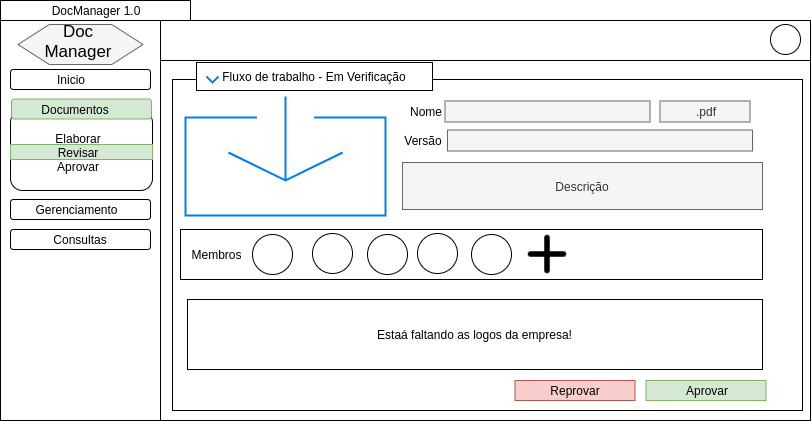 DocManager 1.0
Doc
Manager
Inicio
Documentos
Elaborar
Revisar
Aprovar
Gerenciamento
Consultas
Fluxo de trabalho - Em Verificação
Nome
.pdf
Versão
Descrição
Membros
Estaá faltando as logos da empresa!
Reprovar
Aprovar